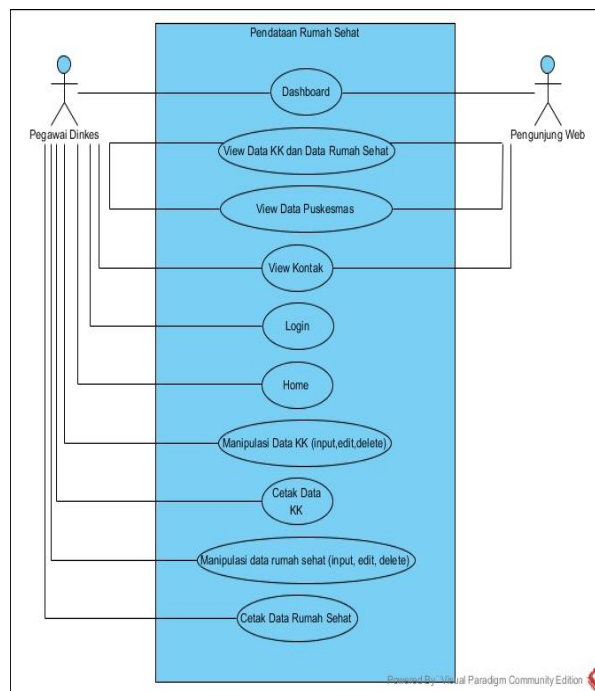 Pendataan Rumah Sehat
Dashboard
Pegawai Dinkes
Pengunjung Web
View Data KK dan Data Rumah Sehat
View Data Puskesmas
View Kontak
Login
Home
Manipulasi Data KK (input,edit,delete)
Cetak Data
KK
Manipulasi data rumah sehat (input, edit, delete)
Cetak Data Rumah Sehat
Powered By Visual Paradigm Community Edition